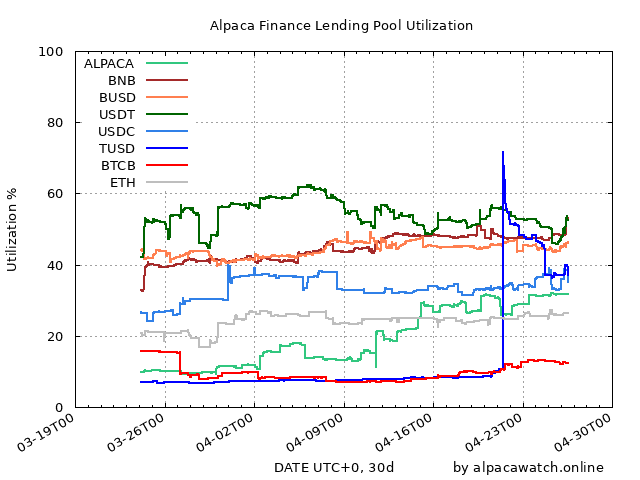 Alpaca Finance Lending Pool Utilization
100
80
60
40
20
0
Utilization %
ALPACA
BNB
BUSD
USDT
USDC
TUSD
BTCB
ETH
03-19T00
03-26T00
04-02T00
04-09T00
04-16T00
04-23T00
04-30T00
DATE UTC+0, 30d
by alpacawatch.online